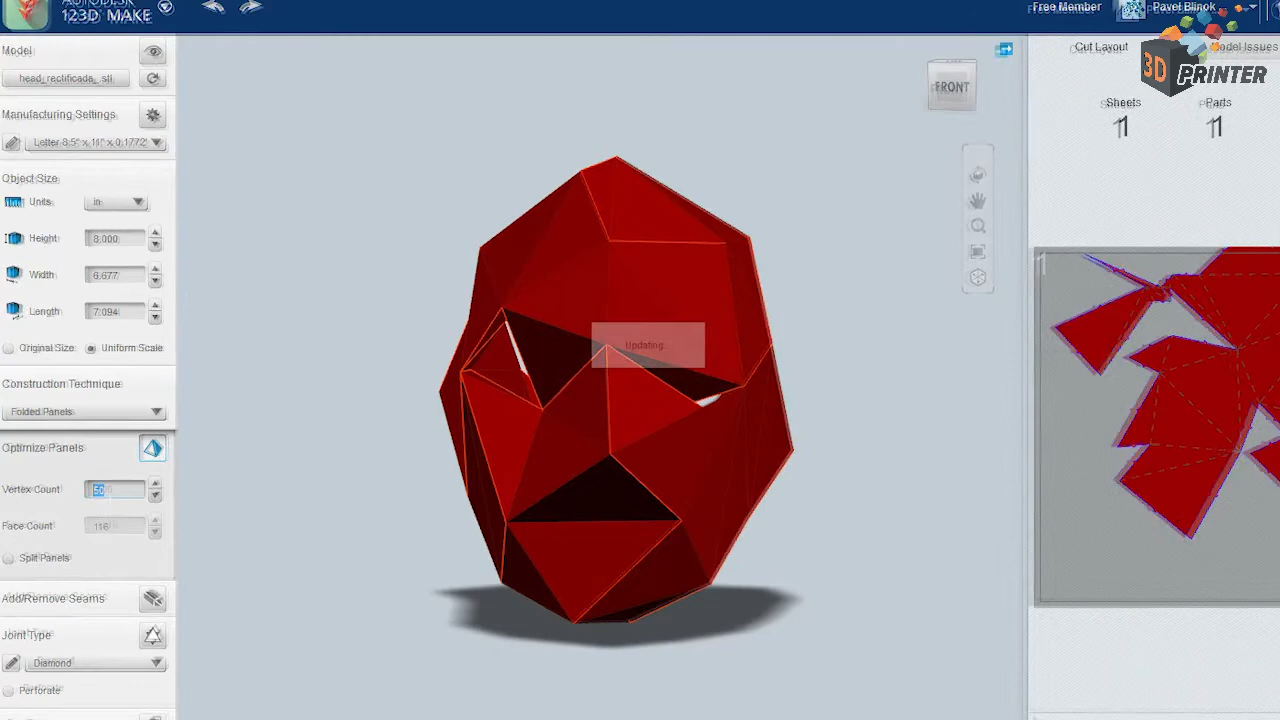 AUTODESK
123D MAKE
Free Member
Pavel Blinok
Model
head_rectificada_.stl
Manufacturing Settings
Letter 8.5" x 11" x 0.1772"
Object Size
Units
in
Height
8,000
Width
6.677
Length
7.094
Original Size
Uniform Scale
Construction Technique
Folded Panels
Optimize Panels
Vertex Count
60
Face Count
116
Split Panels
Add/Remove Seams
Joint Type
Diamond
Perforate
Updating...
FRONT
Cut Layout
Model Issues
3D PRINTER
Sheets
Parts
11
11
1